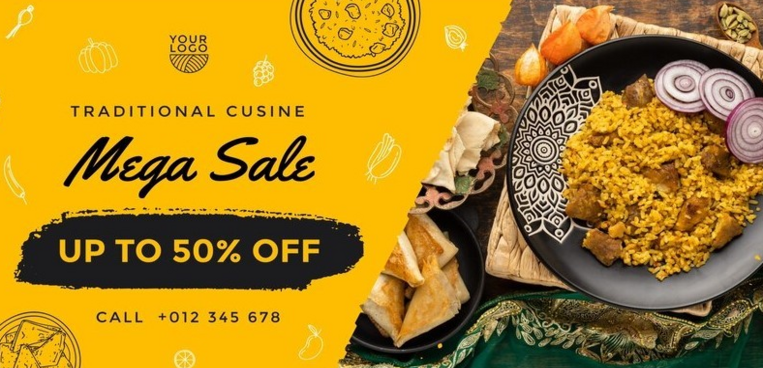 YOUR
LOGO
TRADITIONAL CUSINE
Mega Sale
UP TO 50% OFF
CALL +012 345 678